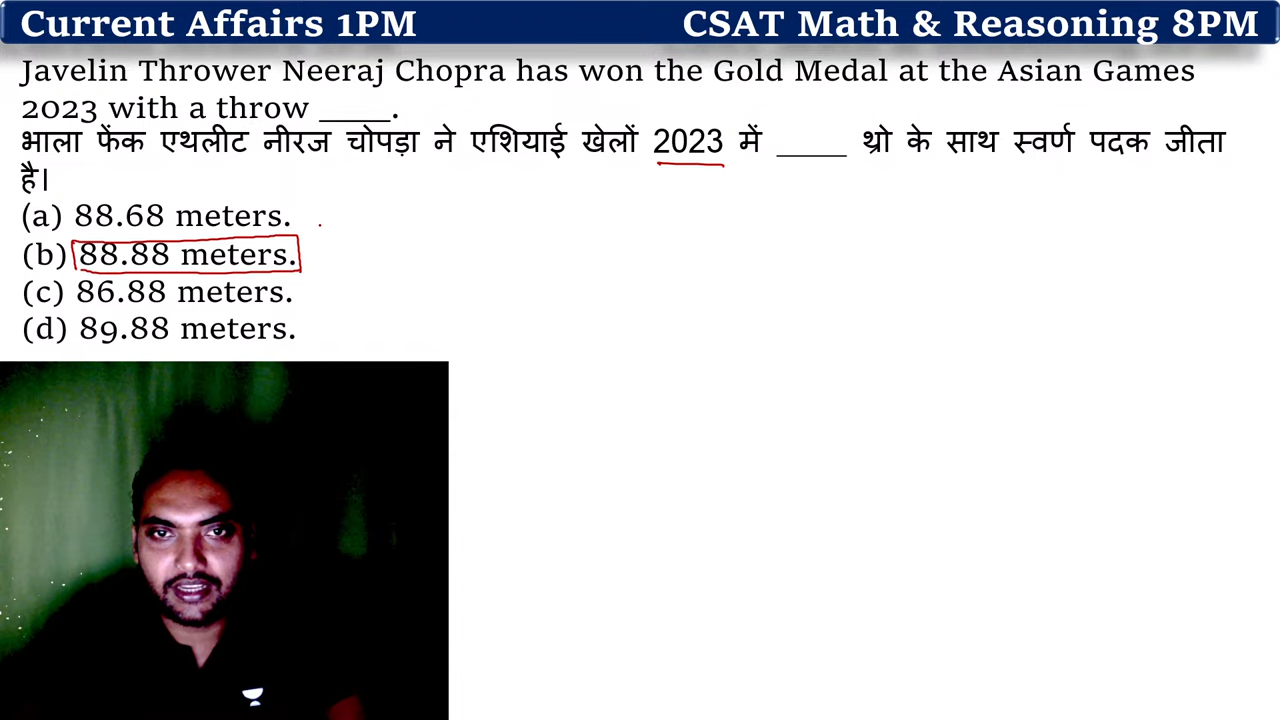 Current Affairs 1PM
CSAT Math & Reasoning 8PM
Javelin Thrower Neeraj Chopra has won the Gold Medal at the Asian Games
2023 with a throw ____.
भाला फेंक एथलीट नीरज चोपड़ा ने एशियाई खेलों 2023 में ____ थ्रो के साथ स्वर्ण पदक जीता
है।
(a) 88.68 meters.
(b) 88.88 meters.
(c) 86.88 meters.
(d) 89.88 meters.